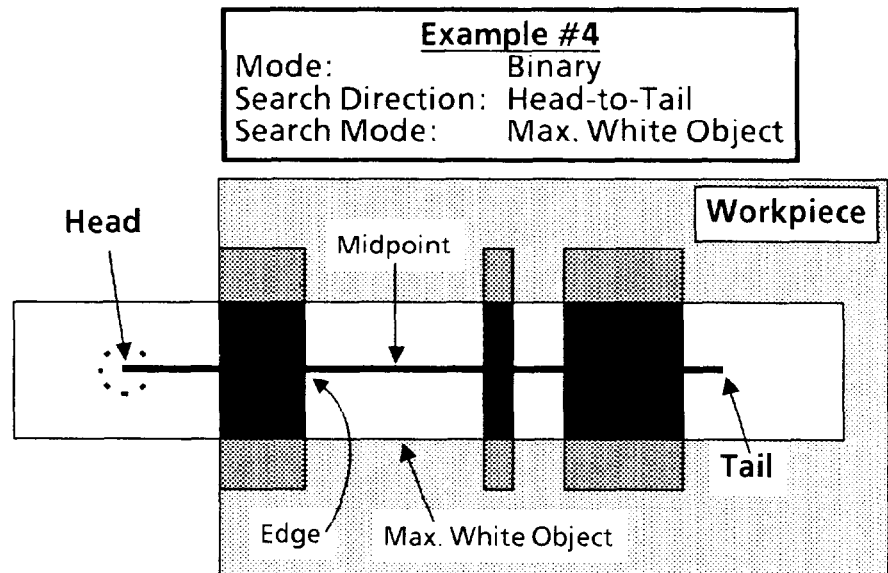 Example #4
Mode: Binary
Search Direction: Head-to-Tail
Search Mode: Max. White Object
Workpiece
Head
Midpoint
Tail
Edge
Max. White Object